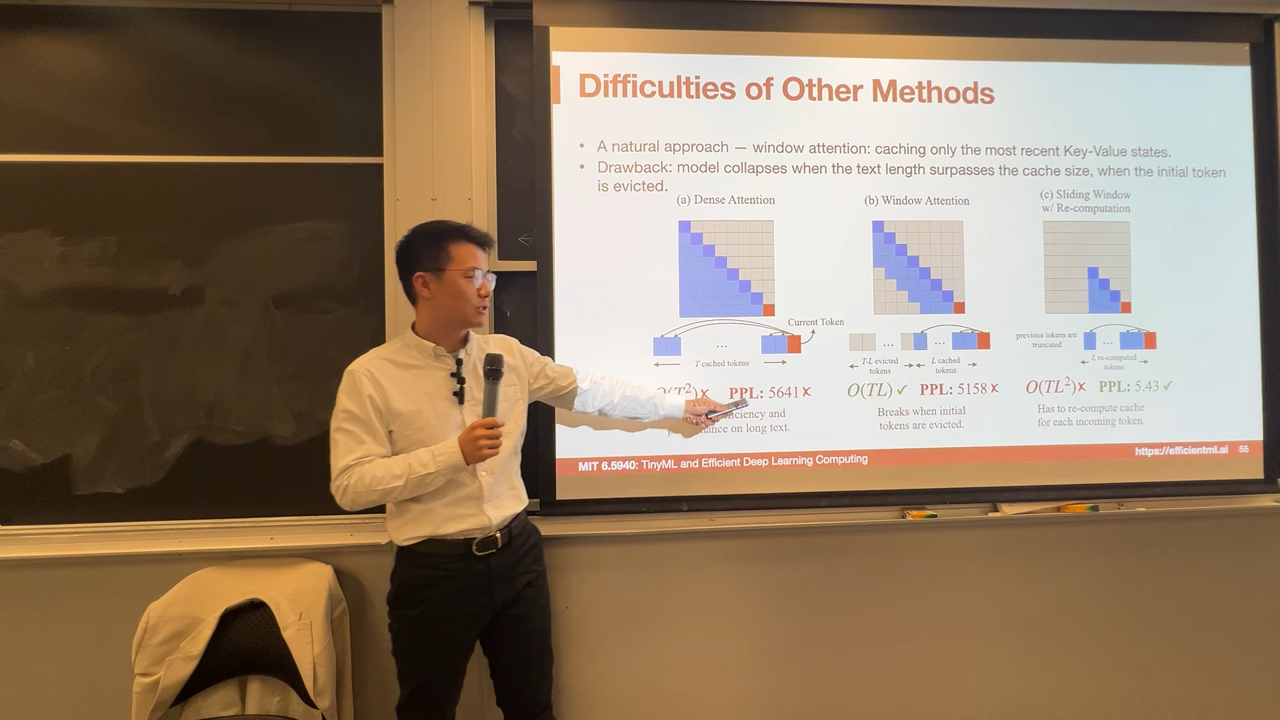 Difficulties of Other Methods
• A natural approach — window attention: caching only the most recent Key-Value states.
• Drawback: model collapses when the text length surpasses the cache size, when the initial token
is evicted.
(a) Dense Attention
(b) Window Attention
(c) Sliding Window
w/ Re-computation
Current Token
...
T cached tokens
...
T-L evicted
tokens
L cached
tokens
previous tokens are
truncated
...
L re-computed
tokens
O(T²)✗ PPL: 5641✗
on long text.
O(TL)✓ PPL: 5158✗
Breaks when initial
tokens are evicted.
O(TL²)✗ PPL: 5.43✓
Has to re-compute cache
for each incoming token.
MIT 6.5940: TinyML and Efficient Deep Learning Computing
https://efficientml.ai 55